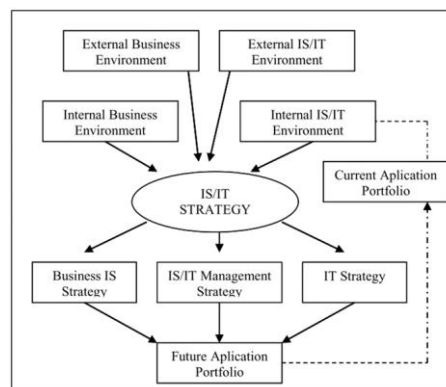 External Business
Environment
External IS/IT
Environment
Internal Business
Environment
Internal IS/IT
Environment
Current Aplication
Portfolio
IS/IT
STRATEGY
Business IS
Strategy
IS/IT Management
Strategy
IT Strategy
Future Aplication
Portfolio